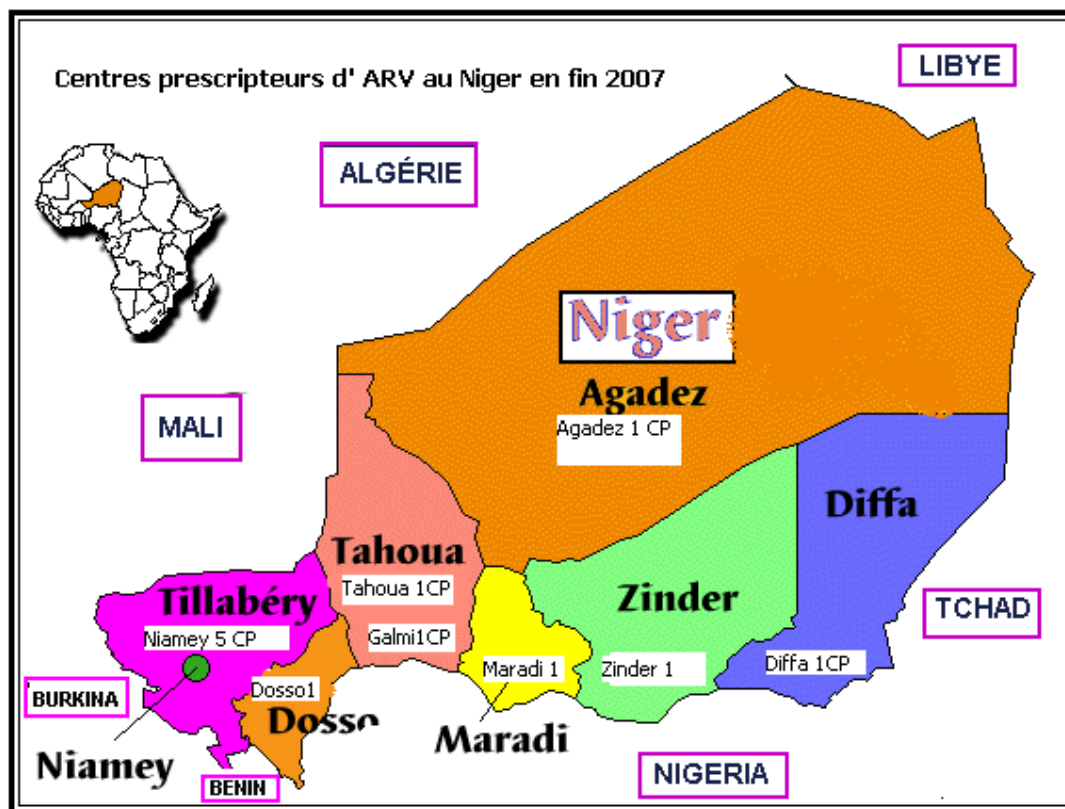 Centres prescripteurs d' ARV au Niger en fin 2007
LIBYE
ALGÉRIE
Niger
MALI
Agadez
Agadez 1 CP
Diffa
Tahoua
Tahoua 1CP
Tillabéry
Zinder
TCHAD
Niamey 5 CP
Galmi1CP
Maradi 1
Zinder 1
Diffa 1CP
BURKINA
Dosso1
Dosso
Maradi
Niamey
NIGERIA
BENIN